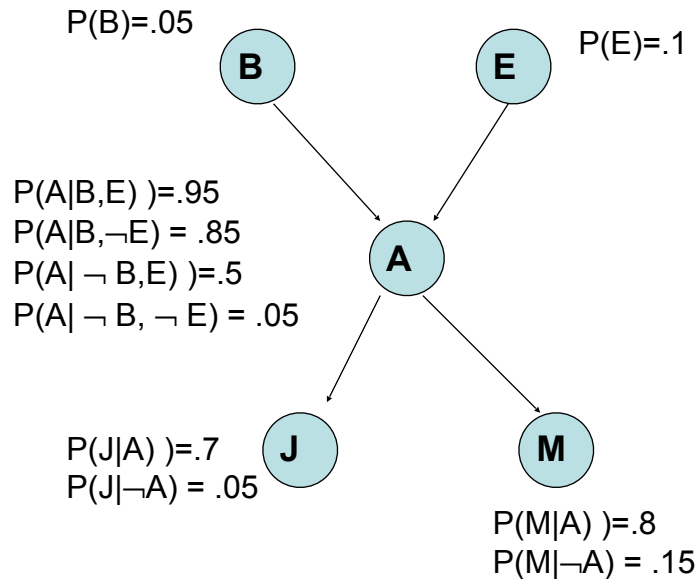 P(B)=.05
B
E
P(E)=.1
P(A|B,E) )=.95
P(A|B,¬E) = .85
P(A| ¬ B,E) )=.5
P(A| ¬ B, ¬ E) = .05
A
P(J|A) )=.7
P(J|¬A) = .05
J
M
P(M|A) )=.8
P(M|¬A) = .15